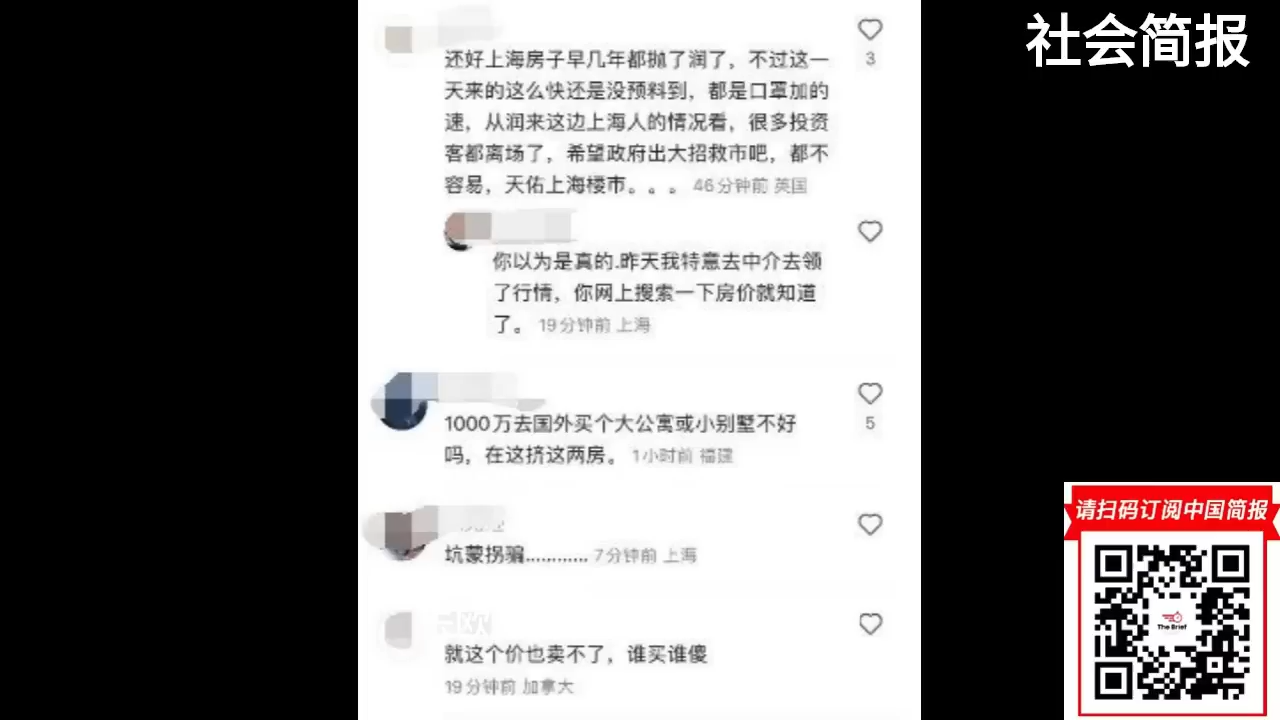 社会简报
3
还好上海房子早几年都抛了润了，不过这一
天来的这么快还是没预料到，都是口罩加的
速，从润来这边上海人的情况看，很多投资
客都离场了，希望政府出大招救市吧，都不
容易，天佑上海楼市。。。 46分钟前 英国
你以为是真的.昨天我特意去中介去领
了行情，你网上搜索一下房价就知道
了。 19分钟前 上海
1000万去国外买个大公寓或小别墅不好
吗，在这挤这两房。 1小时前 福建
5
坑蒙拐骗............ 7分钟前 上海
就这个价也卖不了，谁买谁傻
19分钟前 加拿大
请扫码订阅中国简报
The Brief